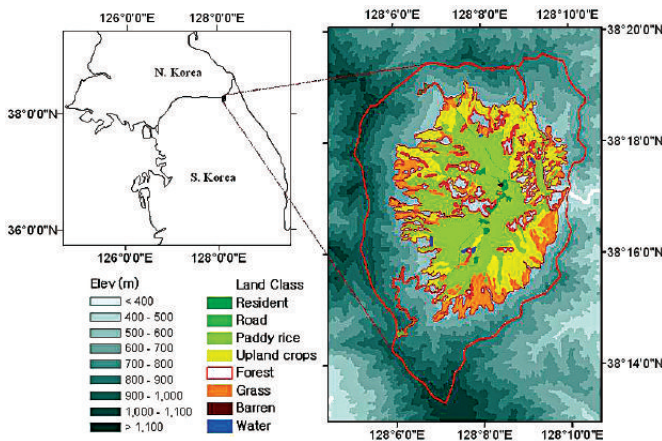 128°6'0"E 128°8'0"E 128°10'0"E
38°20'0"N
N. Korea
38°0'0"N
38°18'0"N
S. Korea
36°0'0"N
126°0'0"E 128°0'0"E
38°16'0"N
Elev (m)
< 400
400 - 500
500 - 600
600 - 700
700 - 800
800 - 900
900 - 1,000
1,000 - 1,100
> 1,100
Land Class
Resident
Road
Paddy rice
Upland crops
Forest
Grass
Barren
Water
38°14'0"N
126°0'0"E 128°0'0"E
128°6'0"E 128°8'0"E 128°10'0"E